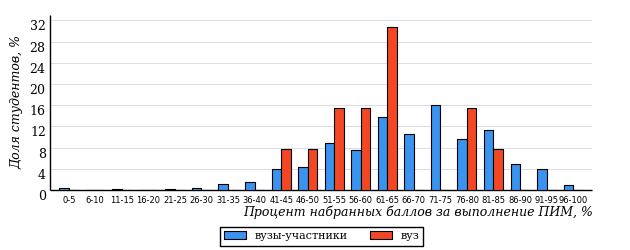 32
28
24
20
16
12
8
4
0
Доля студентов, %
0-5 6-10 11-15 16-20 21-25 26-30 31-35 36-40 41-45 46-50 51-55 56-60 61-65 66-70 71-75 76-80 81-85 86-90 91-95 96-100
Процент набранных баллов за выполнение ПИМ, %
вузы-участники вуз